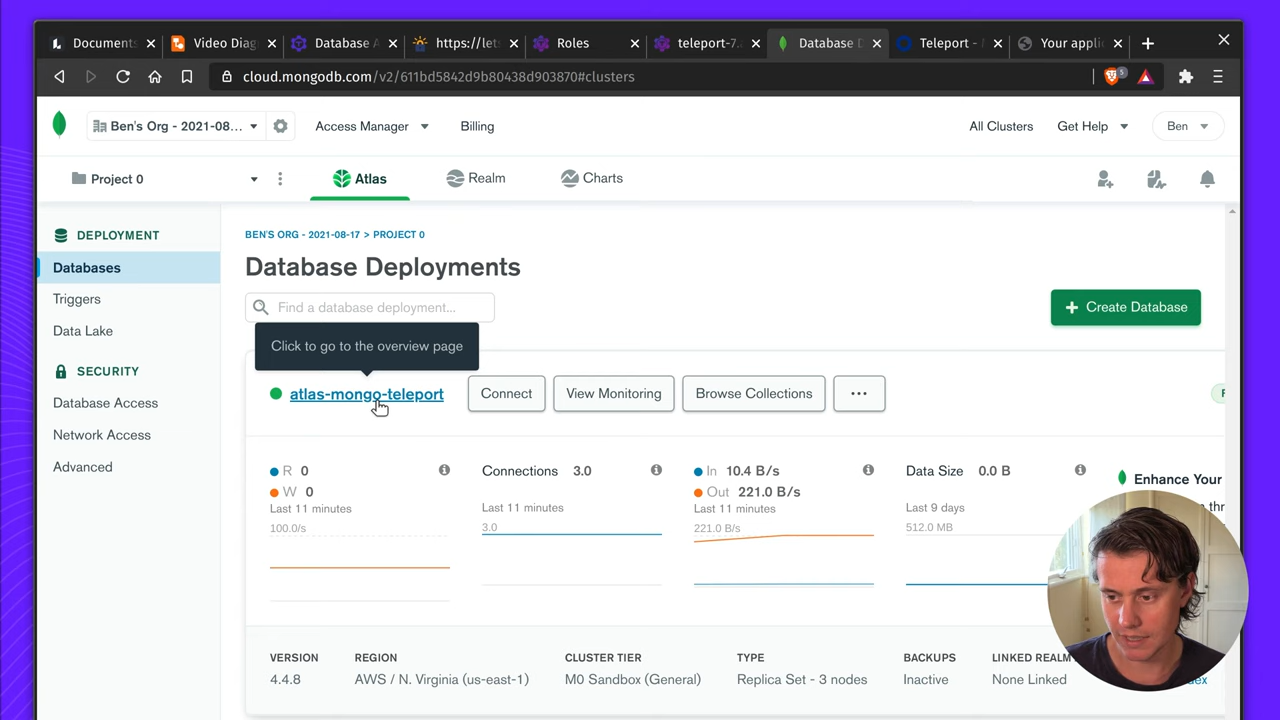 Documents
Video Diag
Database A
https://lets
Roles
teleport-7.
Database D
Teleport - M
Your applic
cloud.mongodb.com/v2/611bd5842d9b80438d903870#clusters
5
Ben's Org - 2021-08...
Access Manager
Billing
All Clusters
Get Help
Ben
Project 0
Atlas
Realm
Charts
DEPLOYMENT
Databases
Triggers
Data Lake
SECURITY
Database Access
Network Access
Advanced
BEN'S ORG - 2021-08-17 > PROJECT 0
Database Deployments
Find a database deployment...
+ Create Database
Click to go to the overview page
atlas-mongo-teleport
Connect
View Monitoring
Browse Collections
...
R 0
W 0
Last 11 minutes
100.0/s
Connections 3.0
Last 11 minutes
3.0
In 10.4 B/s
Out 221.0 B/s
Last 11 minutes
221.0 B/s
Data Size 0.0 B
Last 9 days
512.0 MB
Enhance Your
VERSION
4.4.8
REGION
AWS / N. Virginia (us-east-1)
CLUSTER TIER
M0 Sandbox (General)
TYPE
Replica Set - 3 nodes
BACKUPS
Inactive
LINKED REALM
None Linked